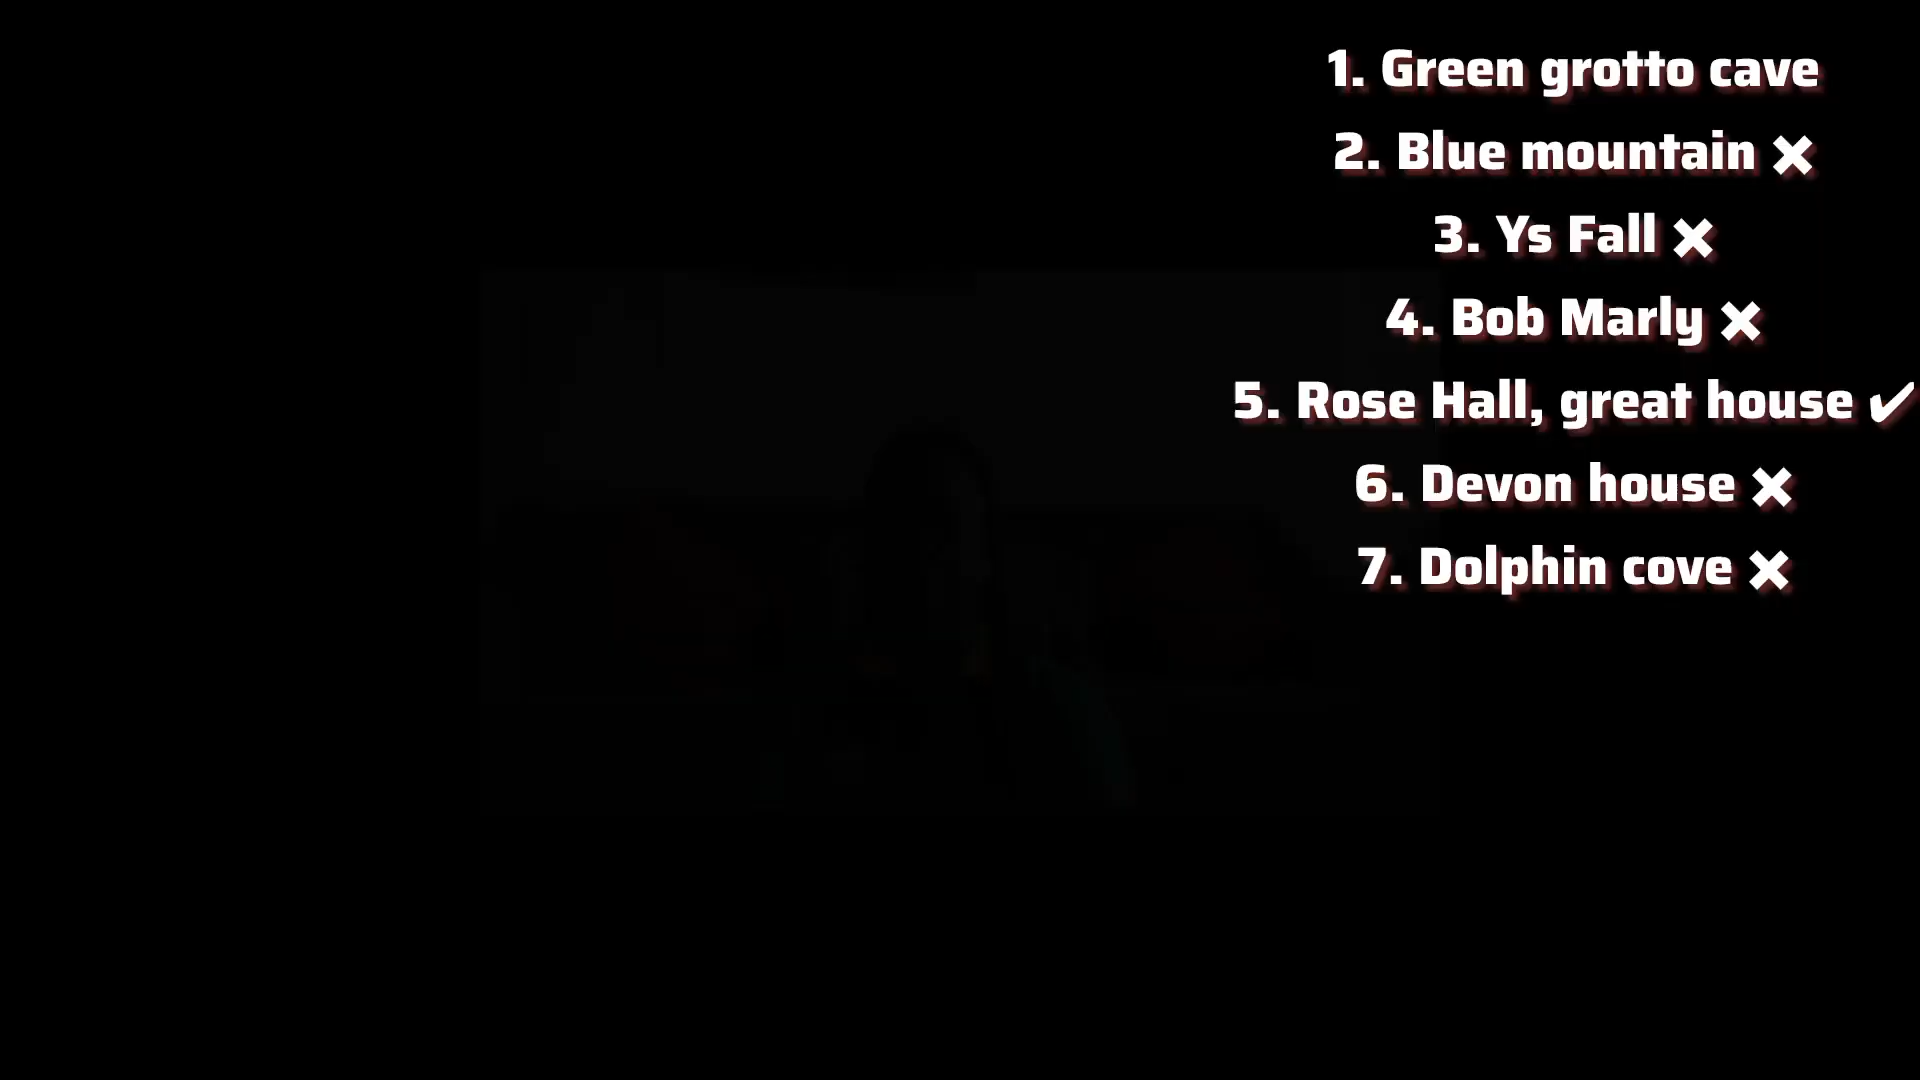 1. Green grotto cave
2. Blue mountain ✖
3. Ys Fall ✖
4. Bob Marly ✖
5. Rose Hall, great house ✔
6. Devon house ✖
7. Dolphin cove ✖